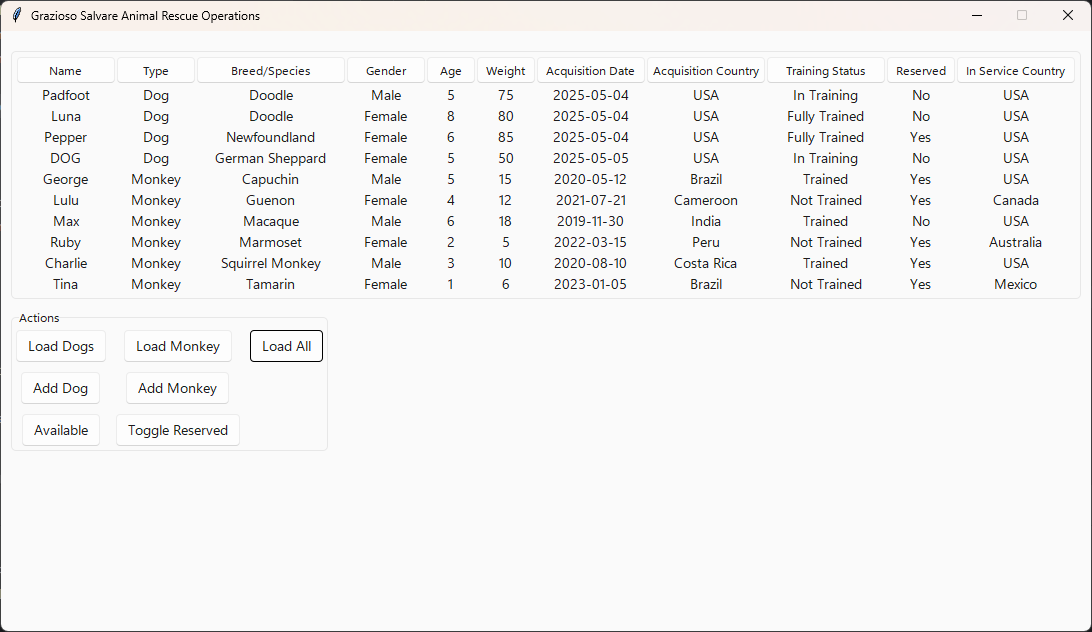 Grazioso Salvare Animal Rescue Operations
Name Type Breed/Species Gender Age Weight Acquisition Date Acquisition Country Training Status Reserved In Service Country
Padfoot Dog Doodle Male 5 75 2025-05-04 USA In Training No USA
Luna Dog Doodle Female 8 80 2025-05-04 USA Fully Trained No USA
Pepper Dog Newfoundland Female 6 85 2025-05-04 USA Fully Trained Yes USA
DOG Dog German Sheppard Female 5 50 2025-05-05 USA In Training No USA
George Monkey Capuchin Male 5 15 2020-05-12 Brazil Trained Yes USA
Lulu Monkey Guenon Female 4 12 2021-07-21 Cameroon Not Trained Yes Canada
Max Monkey Macaque Male 6 18 2019-11-30 India Trained No USA
Ruby Monkey Marmoset Female 2 5 2022-03-15 Peru Not Trained Yes Australia
Charlie Monkey Squirrel Monkey Male 3 10 2020-08-10 Costa Rica Trained Yes USA
Tina Monkey Tamarin Female 1 6 2023-01-05 Brazil Not Trained Yes Mexico
Actions
Load Dogs Load Monkey Load All
Add Dog Add Monkey
Available Toggle Reserved